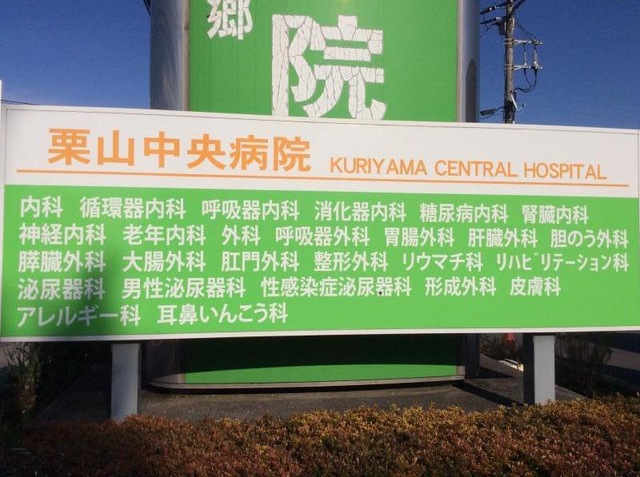 郷
院
栗山中央病院 KURIYAMA CENTRAL HOSPITAL
内科 循環器内科 呼吸器内科 消化器内科 糖尿病内科 腎臓内科
神経内科 老年内科 外科 呼吸器外科 胃腸外科 肝臓外科 胆のう外科
膵臓外科 大腸外科 肛門外科 整形外科 リウマチ科 リハビリテーション科
泌尿器科 男性泌尿器科 性感染症泌尿器科 形成外科 皮膚科
アレルギー科 耳鼻いんこう科